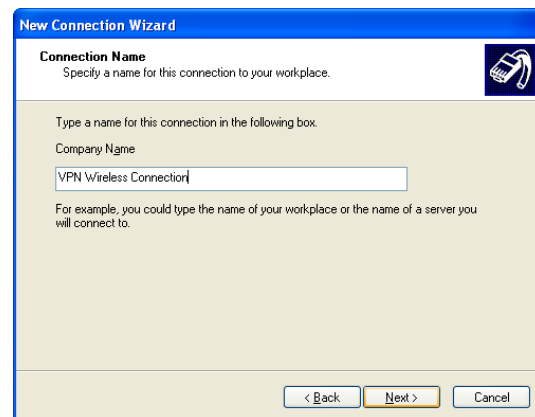 New Connection Wizard
Connection Name
Specify a name for this connection to your workplace.
Type a name for this connection in the following box.
Company Name
VPN Wireless Connection
For example, you could type the name of your workplace or the name of a server you
will connect to.
< Back Next > Cancel